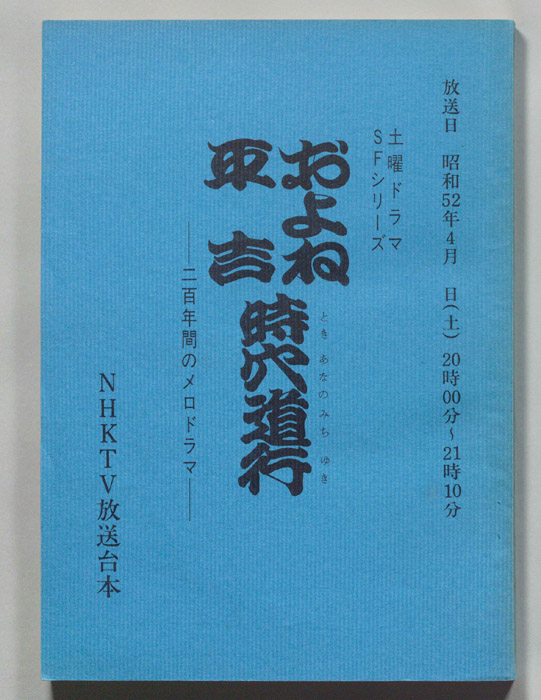 放送日 昭和52年4月 日(土) 20時00分～21時10分
土曜ドラマ
SFシリーズ
およね
平吉
時穴道行
とき あなの みち ゆき
——二百年間のメロドラマ——
NHKTV放送台本